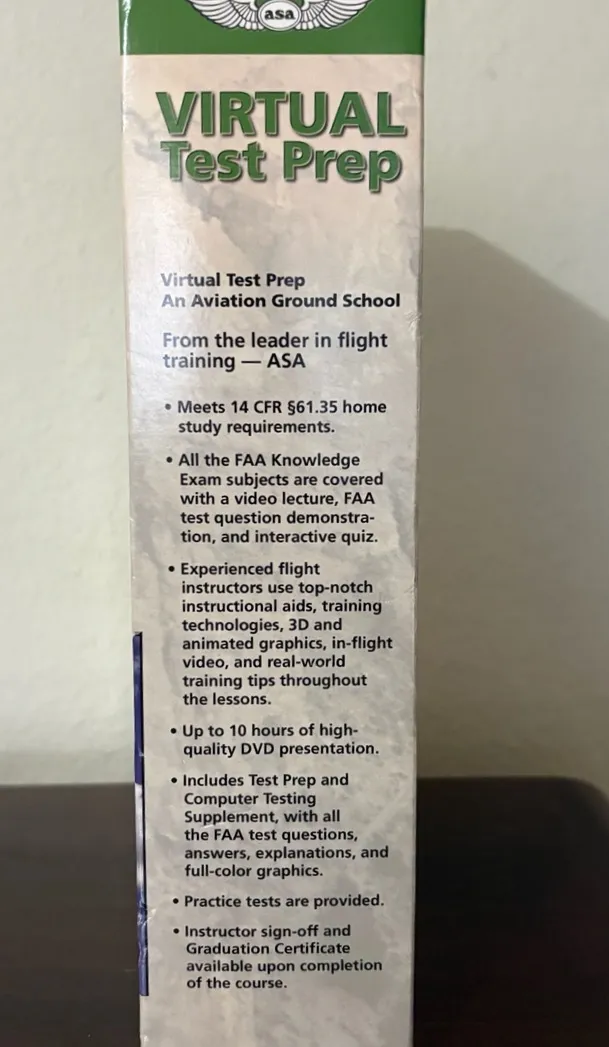 asa
VIRTUAL
Test Prep
Virtual Test Prep
An Aviation Ground School
From the leader in flight
training — ASA
• Meets 14 CFR §61.35 home
study requirements.
• All the FAA Knowledge
Exam subjects are covered
with a video lecture, FAA
test question demonstra-
tion, and interactive quiz.
• Experienced flight
instructors use top-notch
instructional aids, training
technologies, 3D and
animated graphics, in-flight
video, and real-world
training tips throughout
the lessons.
• Up to 10 hours of high-
quality DVD presentation.
• Includes Test Prep and
Computer Testing
Supplement, with all
the FAA test questions,
answers, explanations, and
full-color graphics.
• Practice tests are provided.
• Instructor sign-off and
Graduation Certificate
available upon completion
of the course.